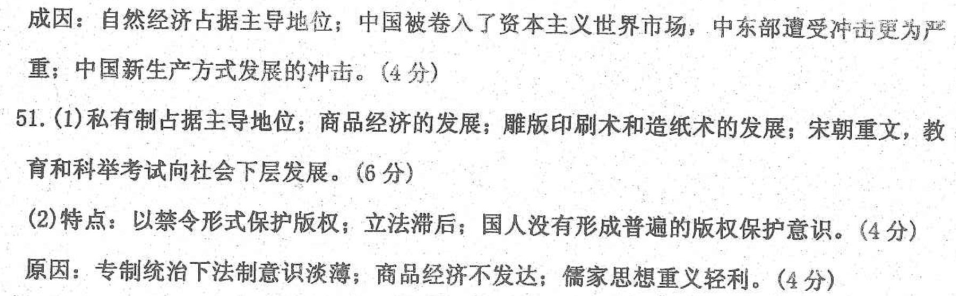 成因：自然经济占据主导地位；中国被卷入了资本主义世界市场，中东部遭受冲击更为严
重；中国新生产方式发展的冲击。(4 分)
51. (1)私有制占据主导地位；商品经济的发展；雕版印刷术和造纸术的发展；宋朝重文，教
育和科举考试向社会下层发展。(6 分)
(2)特点：以禁令形式保护版权；立法滞后；国人没有形成普遍的版权保护意识。(4 分)
原因：专制统治下法制意识淡薄；商品经济不发达；儒家思想重义轻利。(4 分)